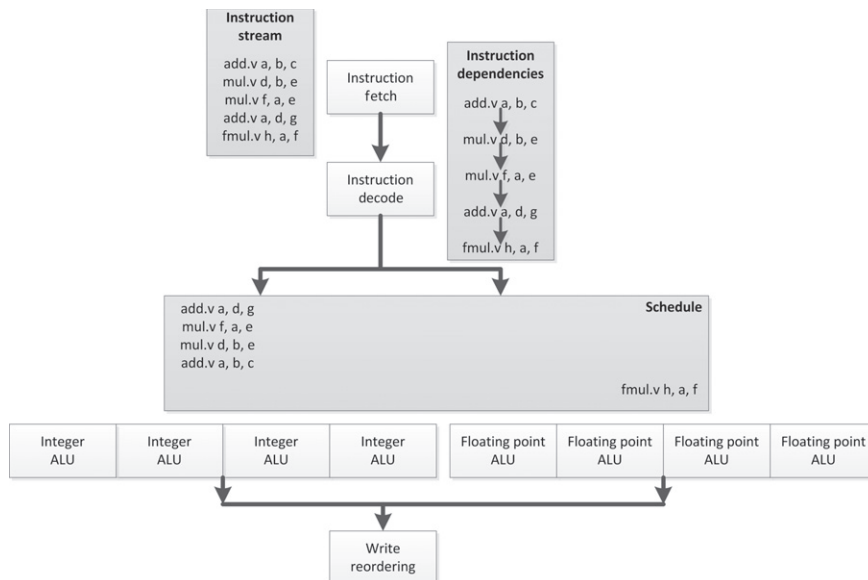 Instruction
stream
add.v a, b, c
mul.v d, b, e
mul.v f, a, e
add.v a, d, g
fmul.v h, a, f
Instruction
fetch
Instruction
decode
Instruction
dependencies
add.v a, b, c
mul.v d, b, e
mul.v f, a, e
add.v a, d, g
fmul.v h, a, f
Schedule
add.v a, d, g
mul.v f, a, e
mul.v d, b, e
add.v a, b, c
fmul.v h, a, f
Integer
ALU
Integer
ALU
Integer
ALU
Integer
ALU
Floating point
ALU
Floating point
ALU
Floating point
ALU
Floating point
ALU
Write
reordering